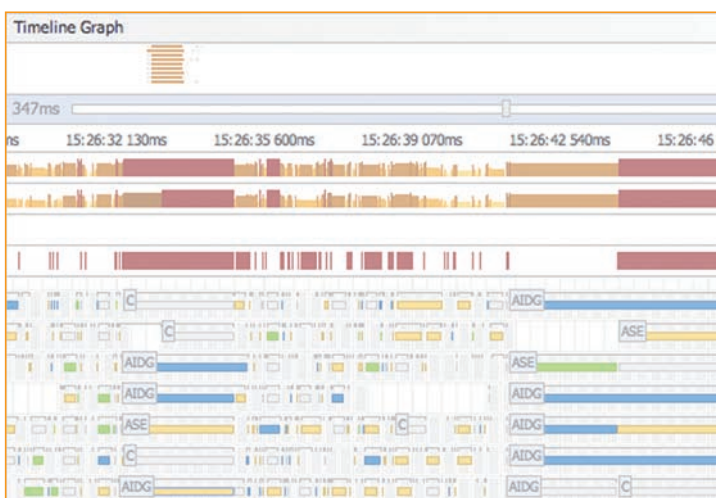 Timeline Graph
347ms
ms 15:26:32 130ms 15:26:35 600ms 15:26:39 070ms 15:26:42 540ms 15:26:46
C AIDG
C ASE
AIDG ASE
AIDG AIDG
ASE C AIDG
C AIDG
AIDG AIDG C